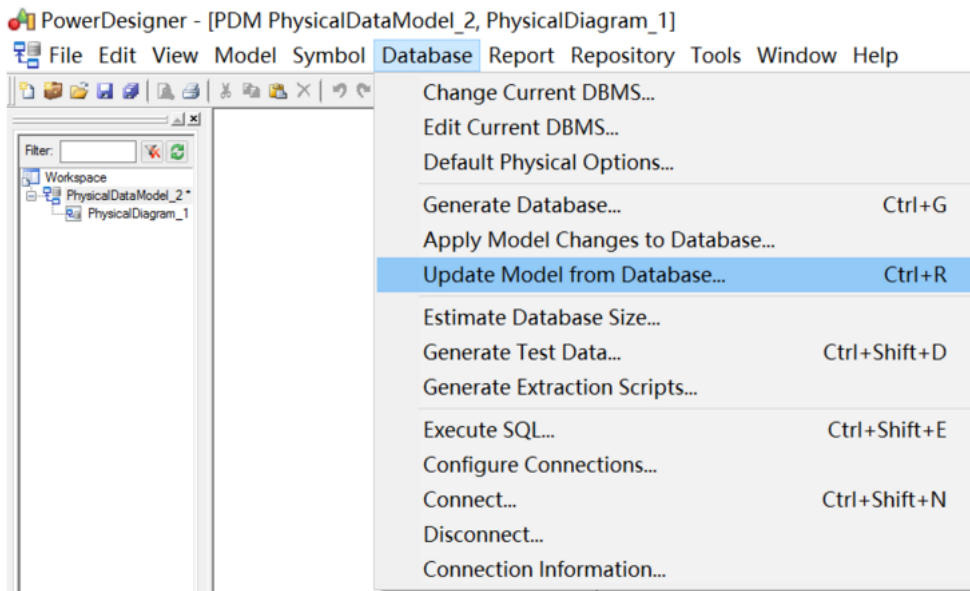 PowerDesigner - [PDM PhysicalDataModel_2, PhysicalDiagram_1]
File Edit View Model Symbol Database Report Repository Tools Window Help
Filter:
Workspace
PhysicalDataModel_2 *
PhysicalDiagram_1
Change Current DBMS...
Edit Current DBMS...
Default Physical Options...
Generate Database... Ctrl+G
Apply Model Changes to Database...
Update Model from Database... Ctrl+R
Estimate Database Size...
Generate Test Data... Ctrl+Shift+D
Generate Extraction Scripts...
Execute SQL... Ctrl+Shift+E
Configure Connections...
Connect... Ctrl+Shift+N
Disconnect...
Connection Information...